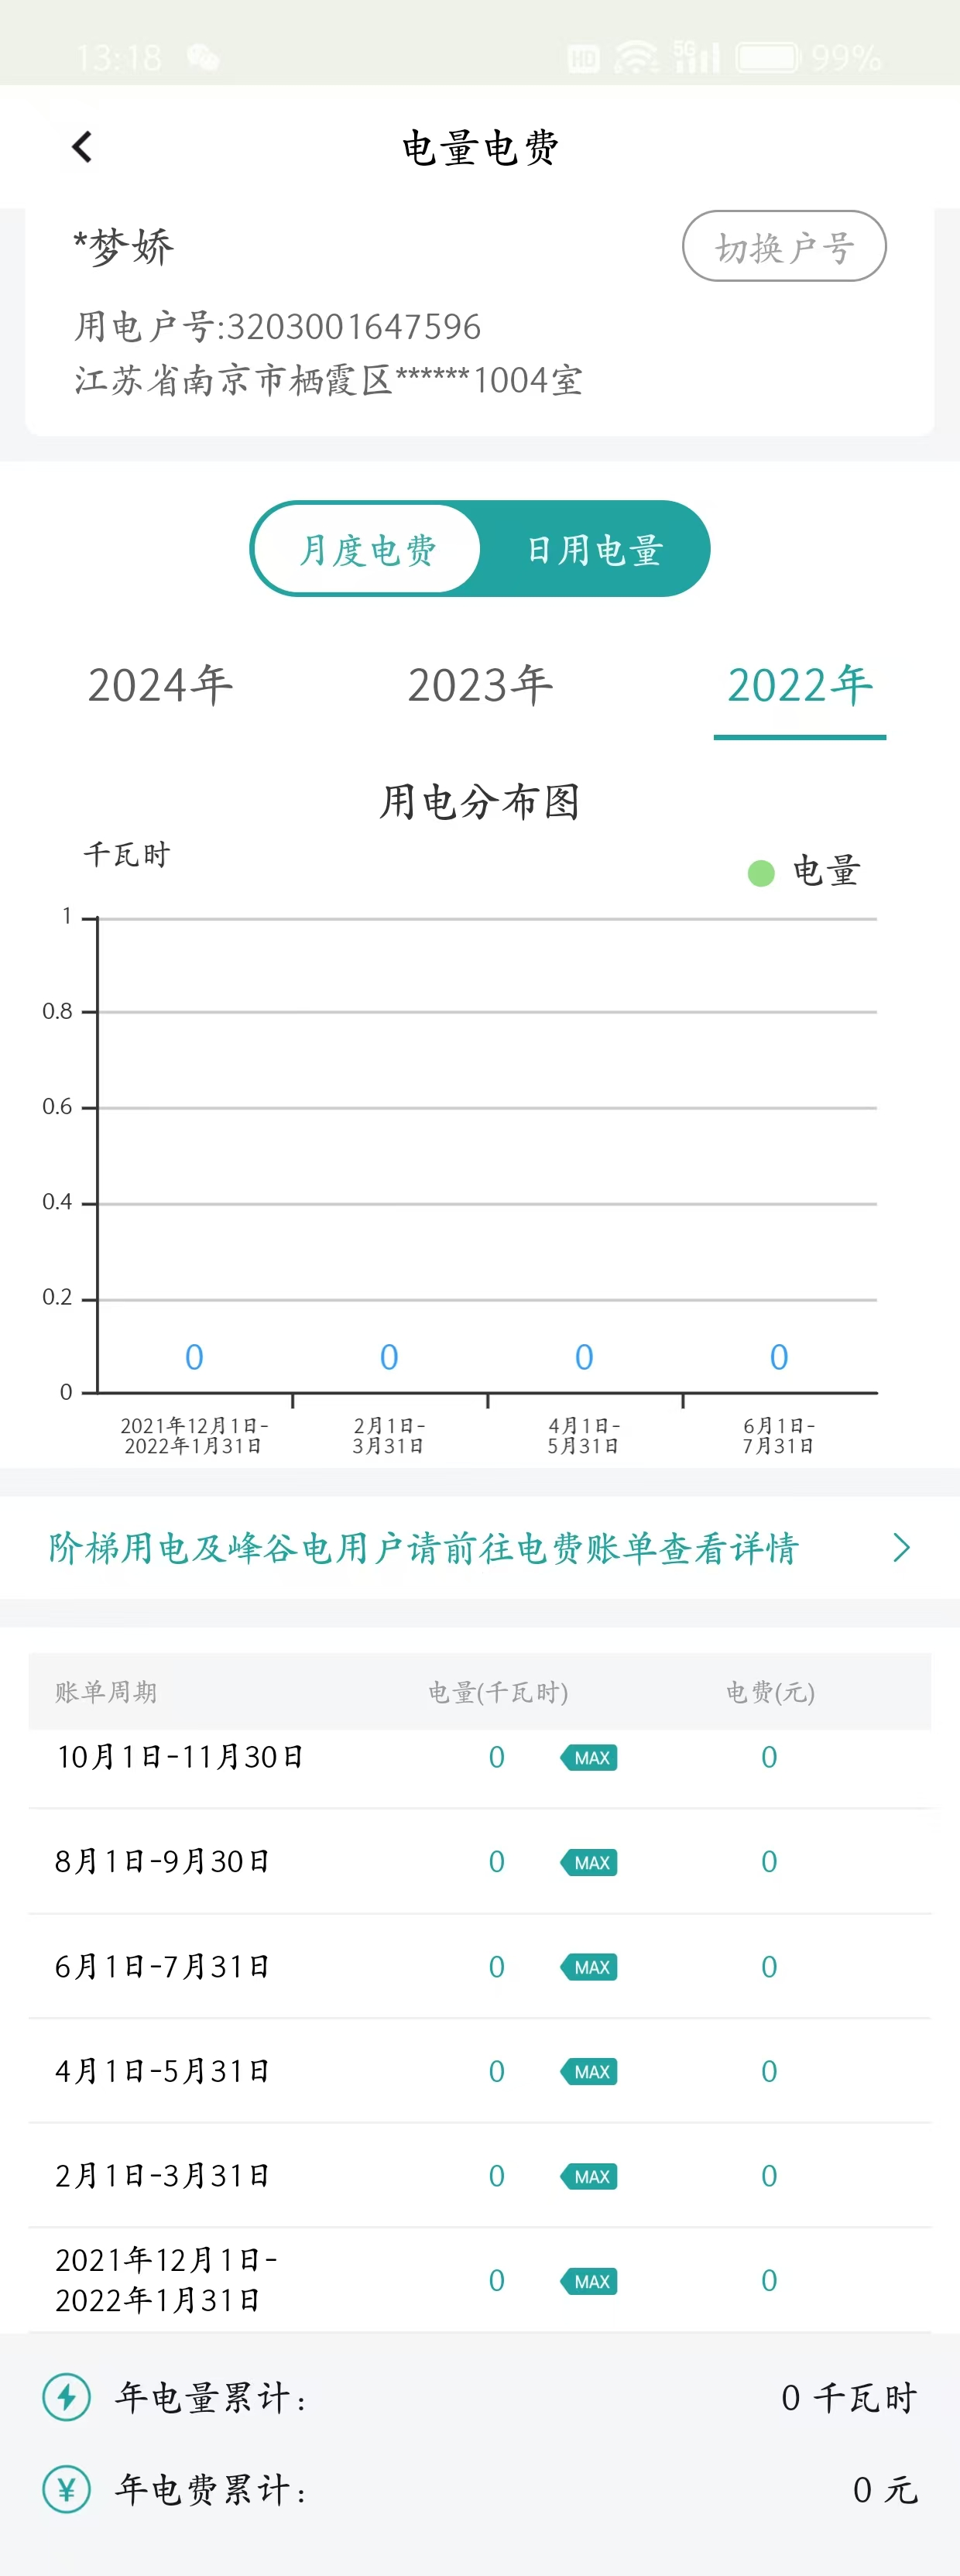 13:18 HD 5G 99%
电量电费
*梦娇
切换户号
用电户号:3203001647596
江苏省南京市栖霞区******1004室
月度电费 日用电量
2024年 2023年 2022年
用电分布图
千瓦时
电量
1
0.8
0.6
0.4
0.2
0
0 0 0 0
2021年12月1日-
2022年1月31日
2月1日-
3月31日
4月1日-
5月31日
6月1日-
7月31日
阶梯用电及峰谷电用户请前往电费账单查看详情
账单周期 电量(千瓦时) 电费(元)
10月1日-11月30日 0 MAX 0
8月1日-9月30日 0 MAX 0
6月1日-7月31日 0 MAX 0
4月1日-5月31日 0 MAX 0
2月1日-3月31日 0 MAX 0
2021年12月1日-
2022年1月31日 0 MAX 0
年电量累计: 0 千瓦时
¥ 年电费累计: 0 元